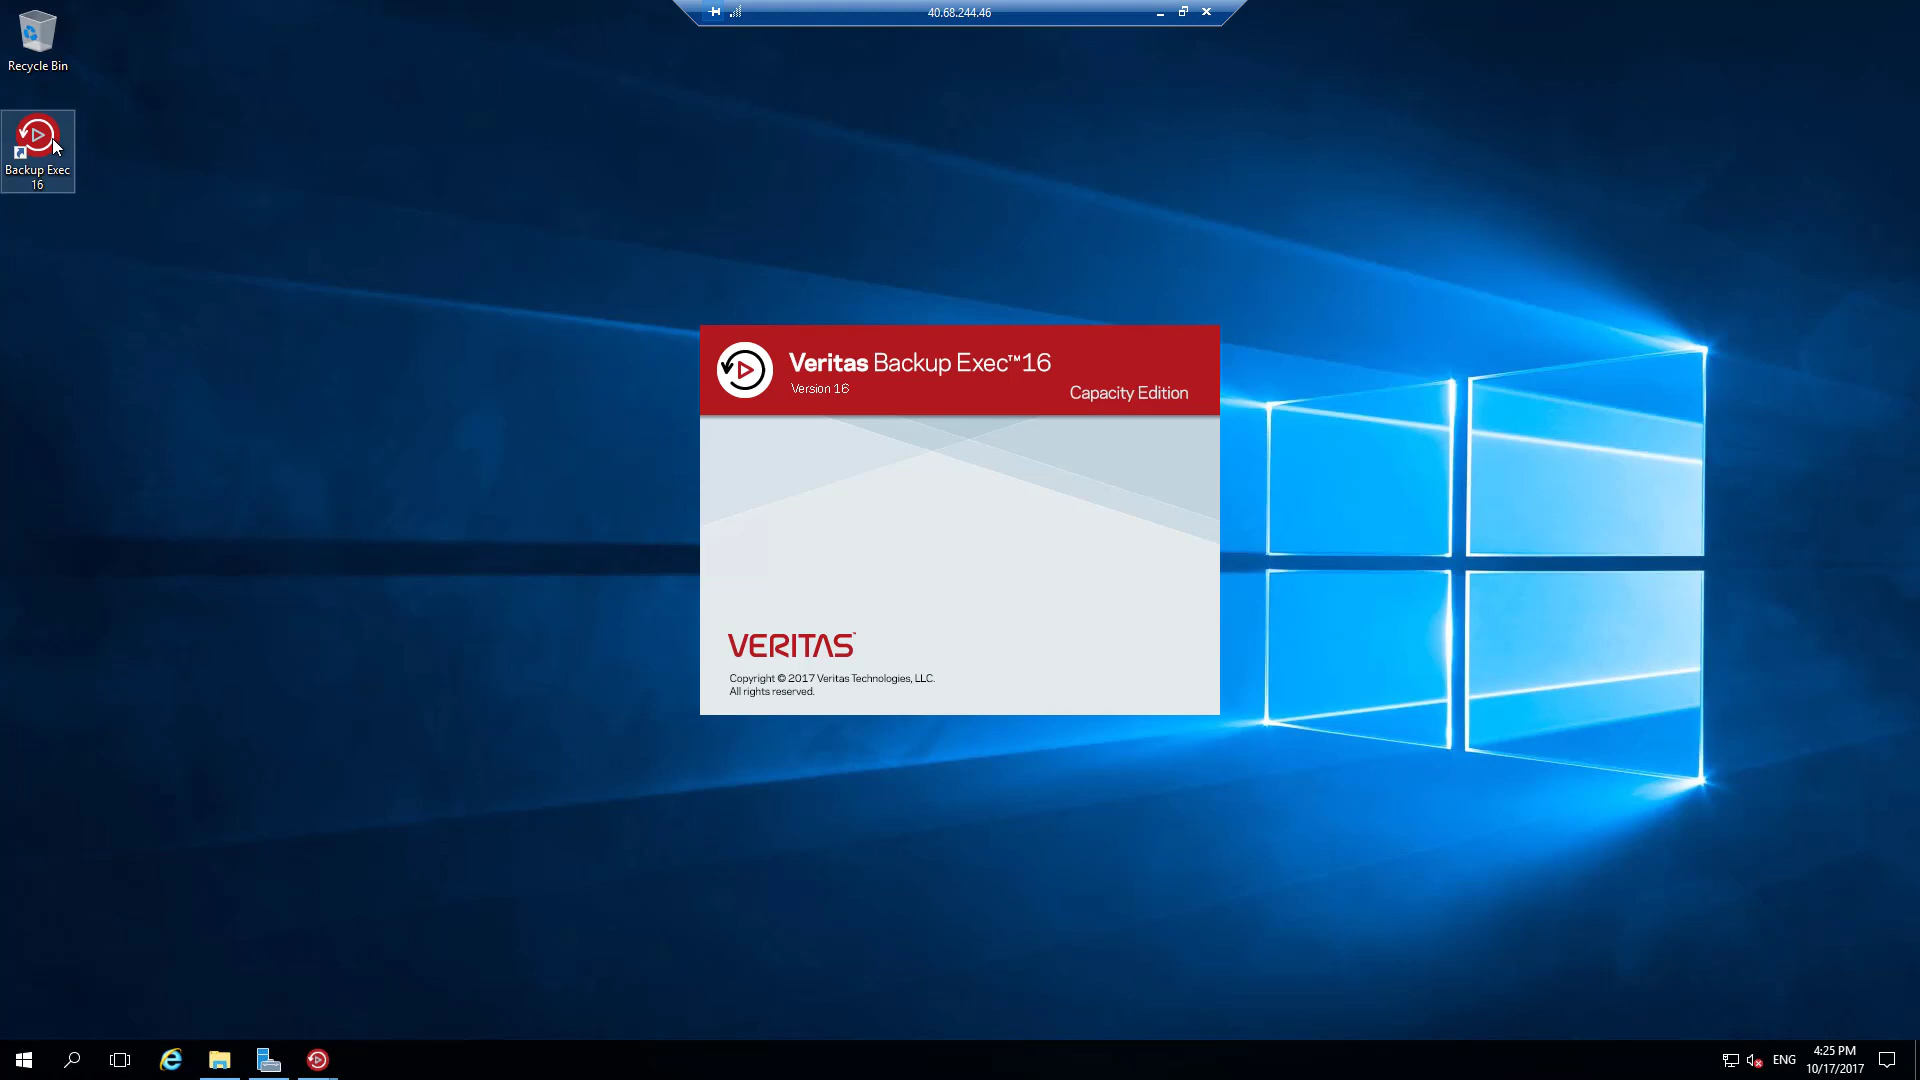 40.68.244.46
Recycle Bin
Backup Exec
16
Veritas Backup Exec™16
Version 16
Capacity Edition
VERITAS™
Copyright © 2017 Veritas Technologies, LLC.
All rights reserved.
ENG
4:25 PM
10/17/2017